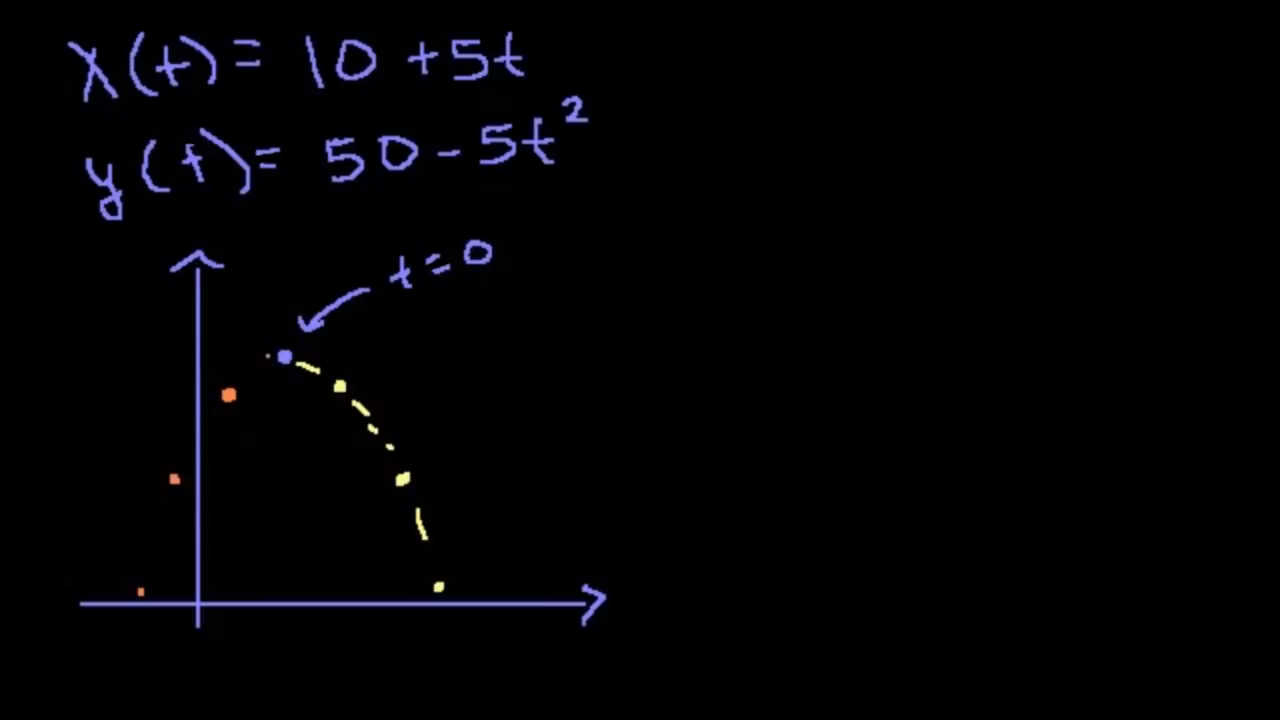 x(t) = 10 + 5t
y(t) = 50 - 5t²
t = 0